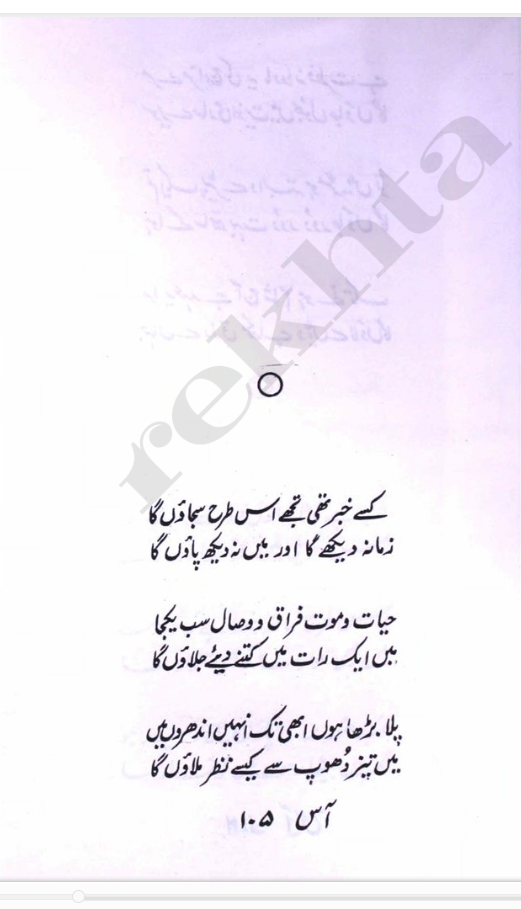 rekhta
کسے خبر تھی تجھے اس طرح سجاؤں گا
زمانہ دیکھے گا اور میں نہ دیکھ پاؤں گا
حیات و موت فراق و وصال سب یکجا
میں ایک رات میں کتنے دیئے جلاؤں گا
پلا بڑھا ہوں ابھی تک انہیں اندھروں میں
میں تیز دُھوپ سے کیسے نظر ملاؤں گا
آس ۱۰۵